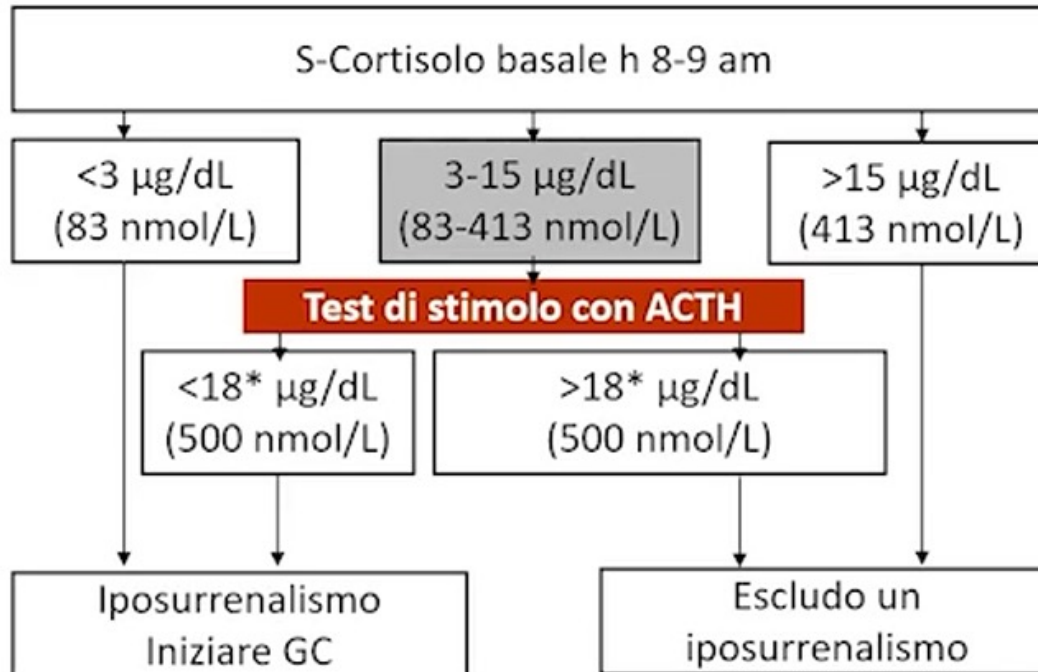 S-Cortisolo basale h 8-9 am
<3 µg/dL
(83 nmol/L)
3-15 µg/dL
(83-413 nmol/L)
>15 µg/dL
(413 nmol/L)
Test di stimolo con ACTH
<18* µg/dL
(500 nmol/L)
>18* µg/dL
(500 nmol/L)
Iposurrenalismo
Iniziare GC
Escludo un
iposurrenalismo